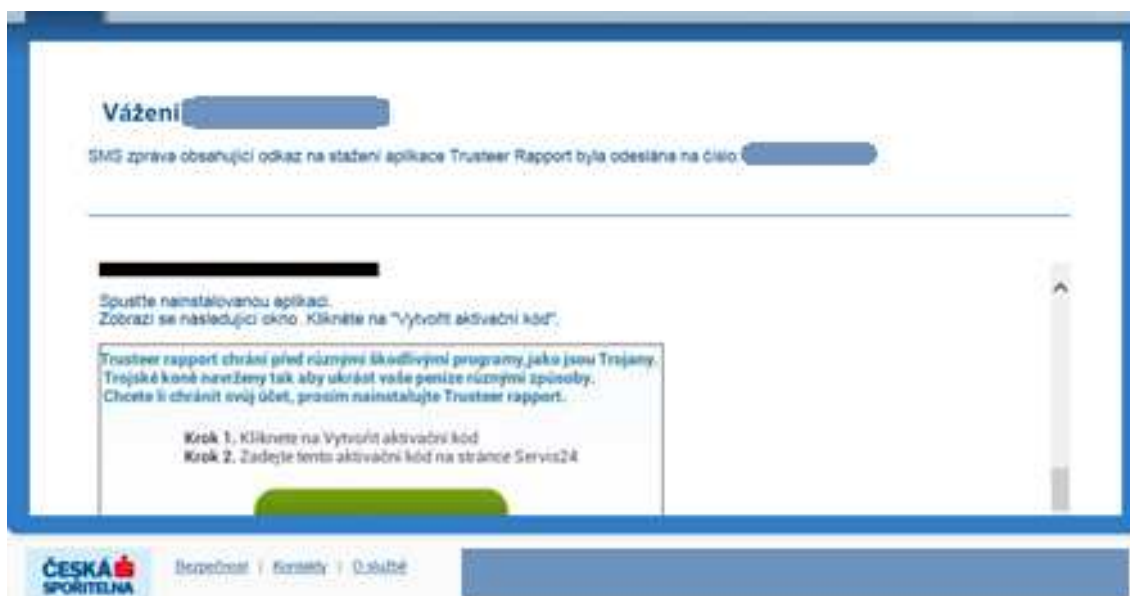 Vážení
SMS zpráva obsahující odkaz na stažení aplikace Trusteer Rapport byla odeslána na číslo
Spusťte nainstalovanou aplikaci.
Zobrazí se následující okno. Klikněte na "Vytvořit aktivační kód".
Trusteer rapport chrání před různými škodlivými programy,jako jsou Trojany.
Trojské koně navrženy tak aby ukrást vaše peníze různými způsoby.
Chcete li chránit svůj účet, prosím nainstalujte Trusteer rapport.
Krok 1. Kliknete na Vytvořit aktivační kód
Krok 2. Zadejte tento aktivační kód na stránce Servis24
ČESKÁ
SPOŘITELNA
Bezpečnost | Kontakty | O službě